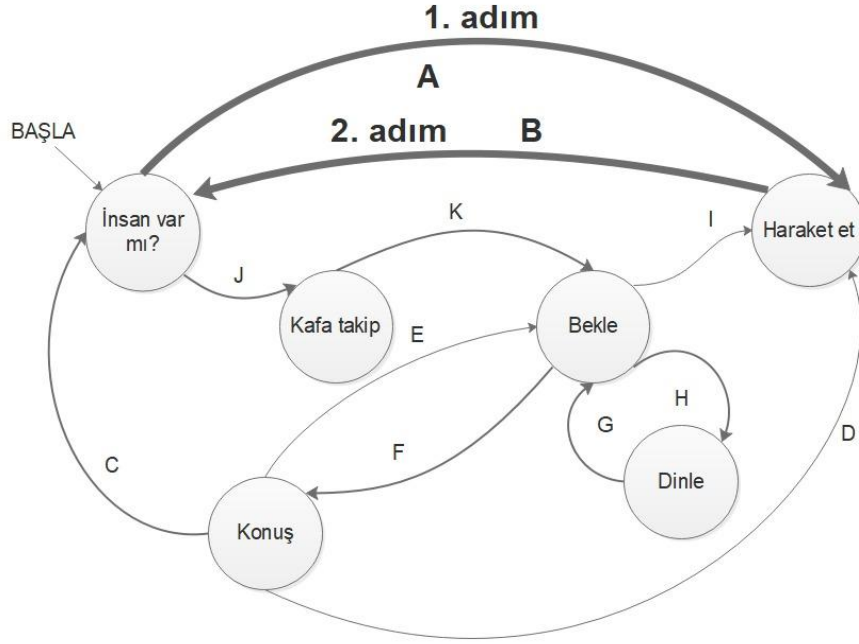 1. adım
A
BAŞLA
2. adım B
İnsan var
mı?
K
I
Haraket et
J
Kafa takip
E
Bekle
H
G
D
F
C
Dinle
Konuş